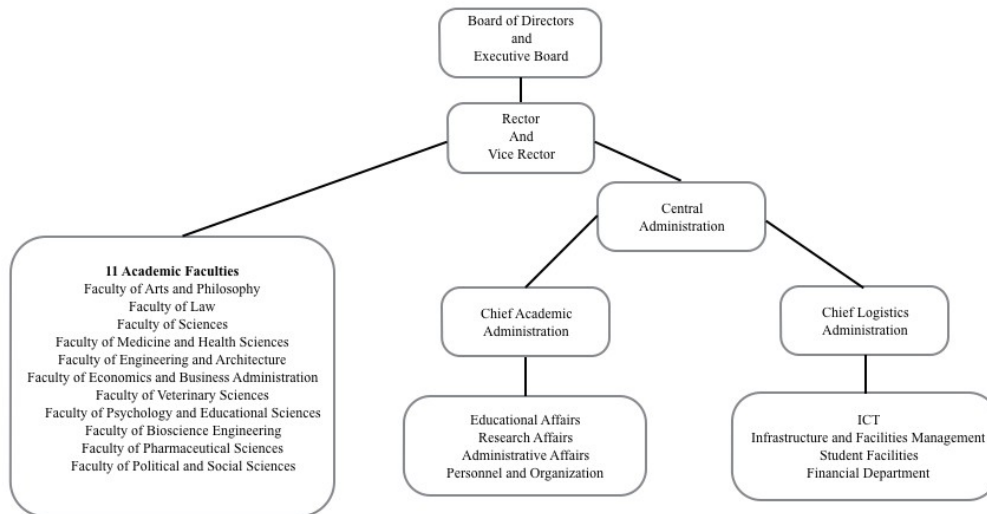 Board of Directors
and
Executive Board
Rector
And
Vice Rector
Central
Administration
11 Academic Faculties
Faculty of Arts and Philosophy
Faculty of Law
Faculty of Sciences
Faculty of Medicine and Health Sciences
Faculty of Engineering and Architecture
Faculty of Economics and Business Administration
Faculty of Veterinary Sciences
Faculty of Psychology and Educational Sciences
Faculty of Bioscience Engineering
Faculty of Pharmaceutical Sciences
Faculty of Political and Social Sciences
Chief Academic
Administration
Chief Logistics
Administration
Educational Affairs
Research Affairs
Administrative Affairs
Personnel and Organization
ICT
Infrastructure and Facilities Management
Student Facilities
Financial Department